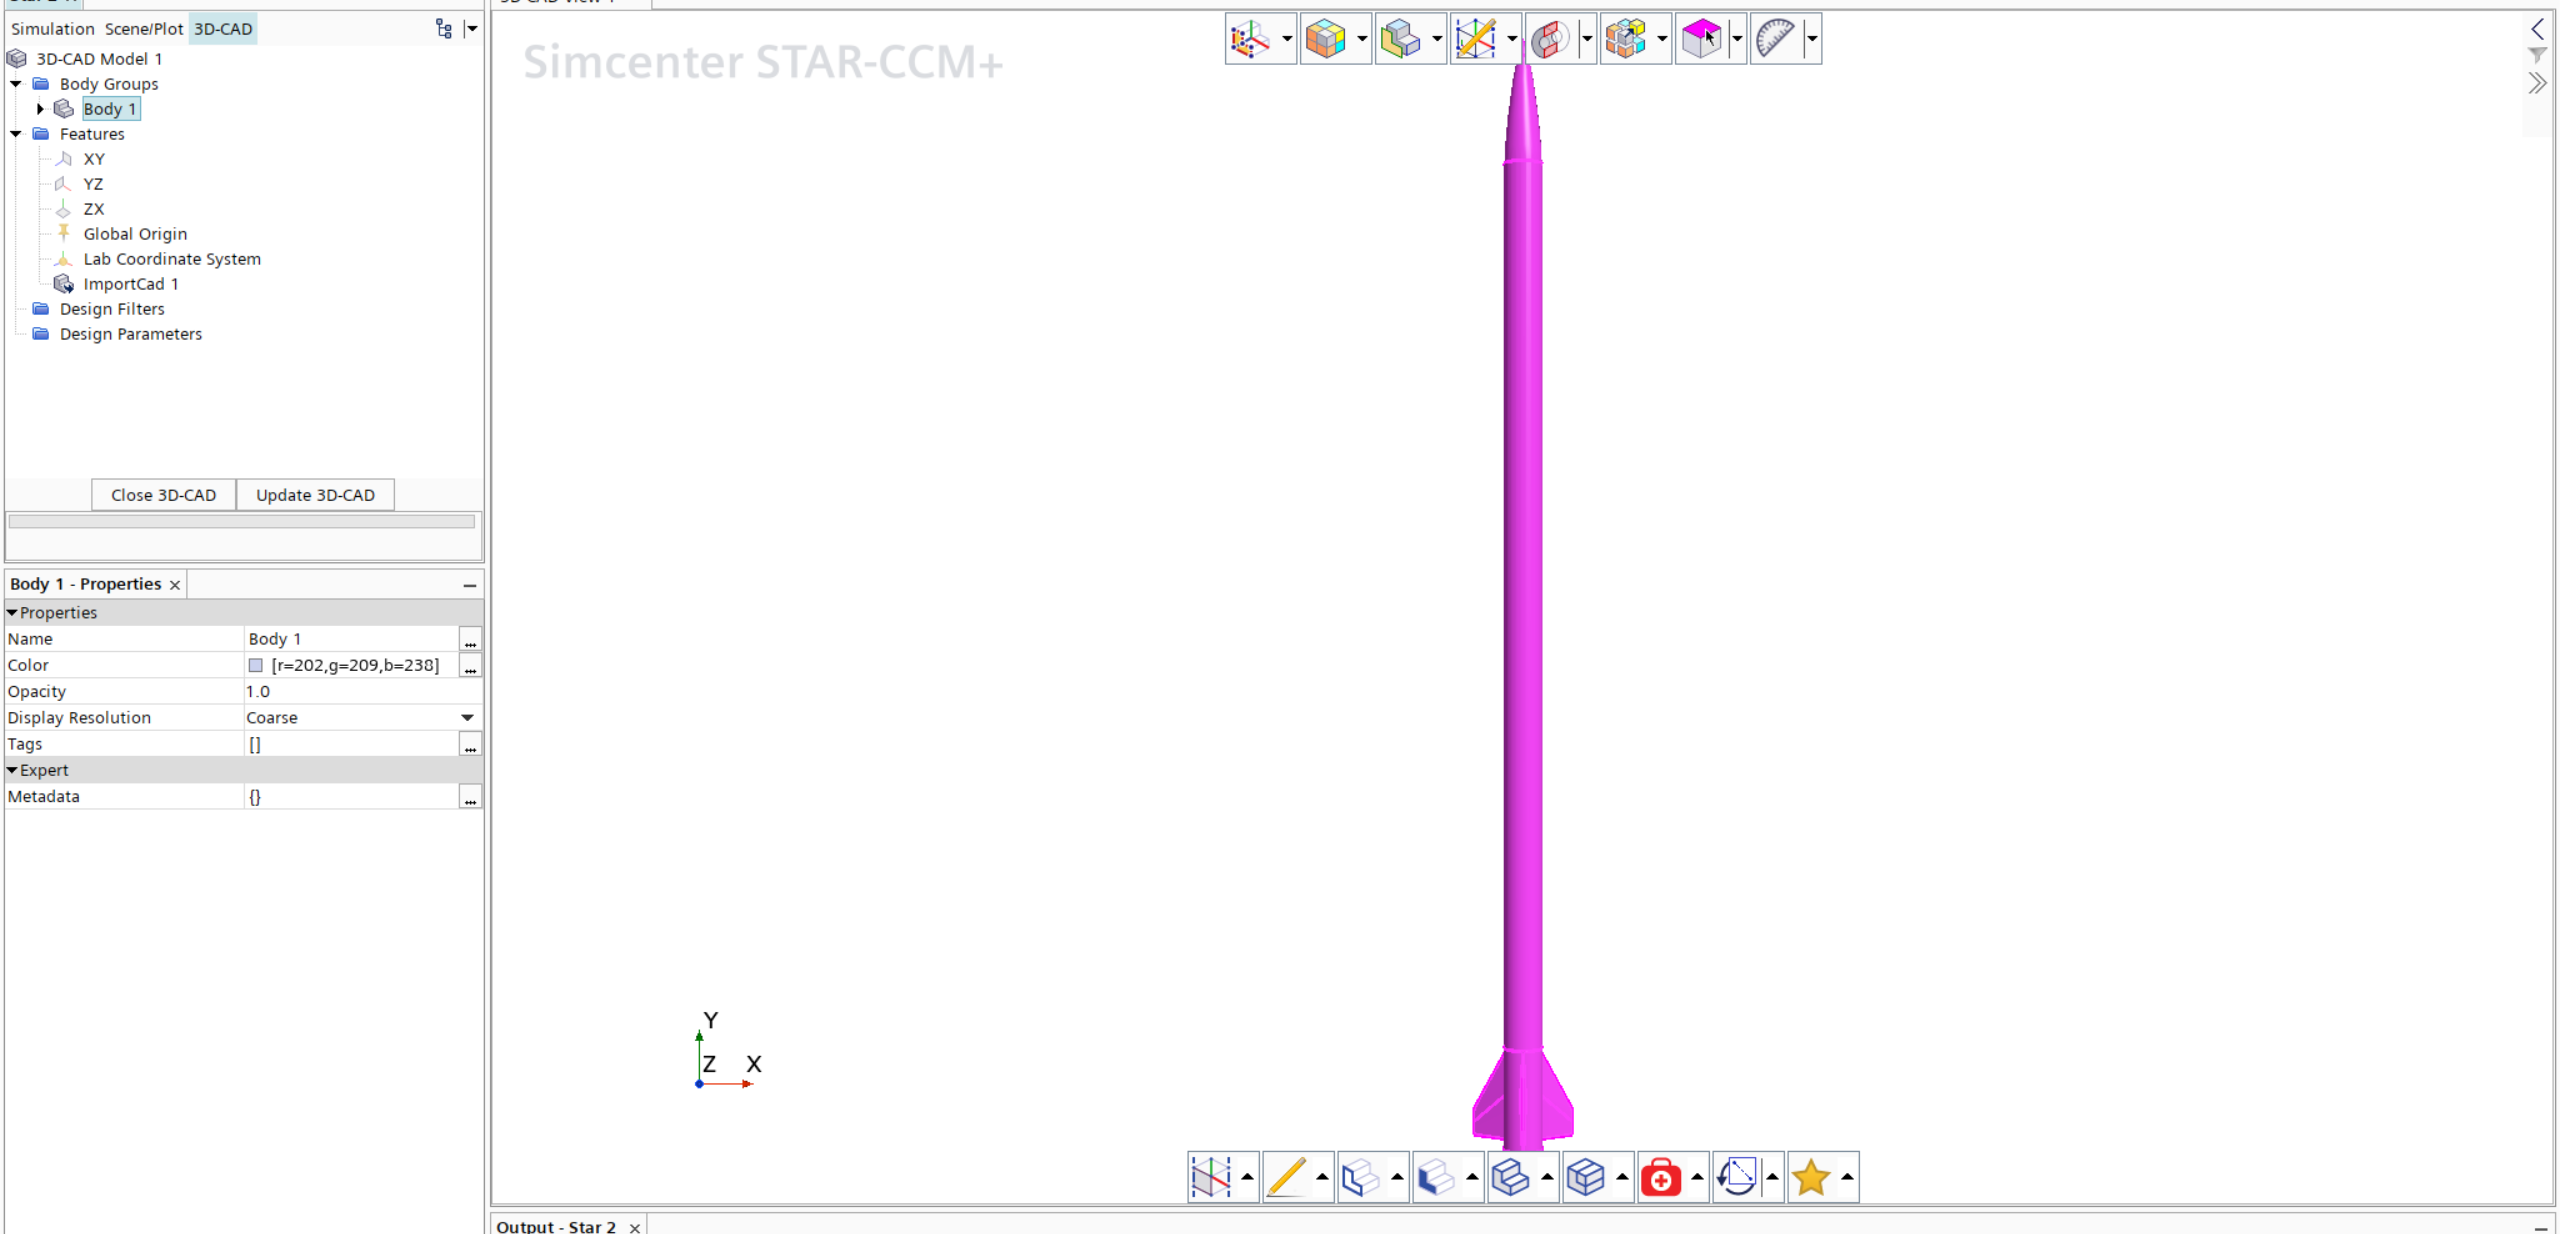 Simulation Scene/Plot 3D-CAD
3D-CAD Model 1
Body Groups
Body 1
Features
XY
YZ
ZX
Global Origin
Lab Coordinate System
ImportCad 1
Design Filters
Design Parameters
Close 3D-CAD Update 3D-CAD
Body 1 - Properties
Properties
Name Body 1
Color [r=202,g=209,b=238]
Opacity 1.0
Display Resolution Coarse
Tags []
Expert
Metadata {}
Simcenter STAR-CCM+
Y
Z X
Output - Star 2